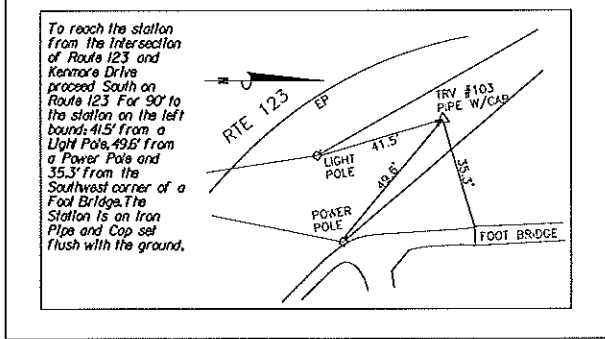 To reach the station
from the intersection
of Route 123 and
Kenmore Drive
proceed South on
Route 123 For 90' to
the station on the left
bound; 41.5' from a
Light Pole, 49.6' from
a Power Pole and
35.3' from the
Southwest corner of a
Foot Bridge. The
Station is an Iron
Pipe and Cap set
flush with the ground.
N
RTE 123
EP
TRV #103
PIPE W/CAP
41.5'
LIGHT
POLE
49.6'
35.3'
POWER
POLE
FOOT BRIDGE